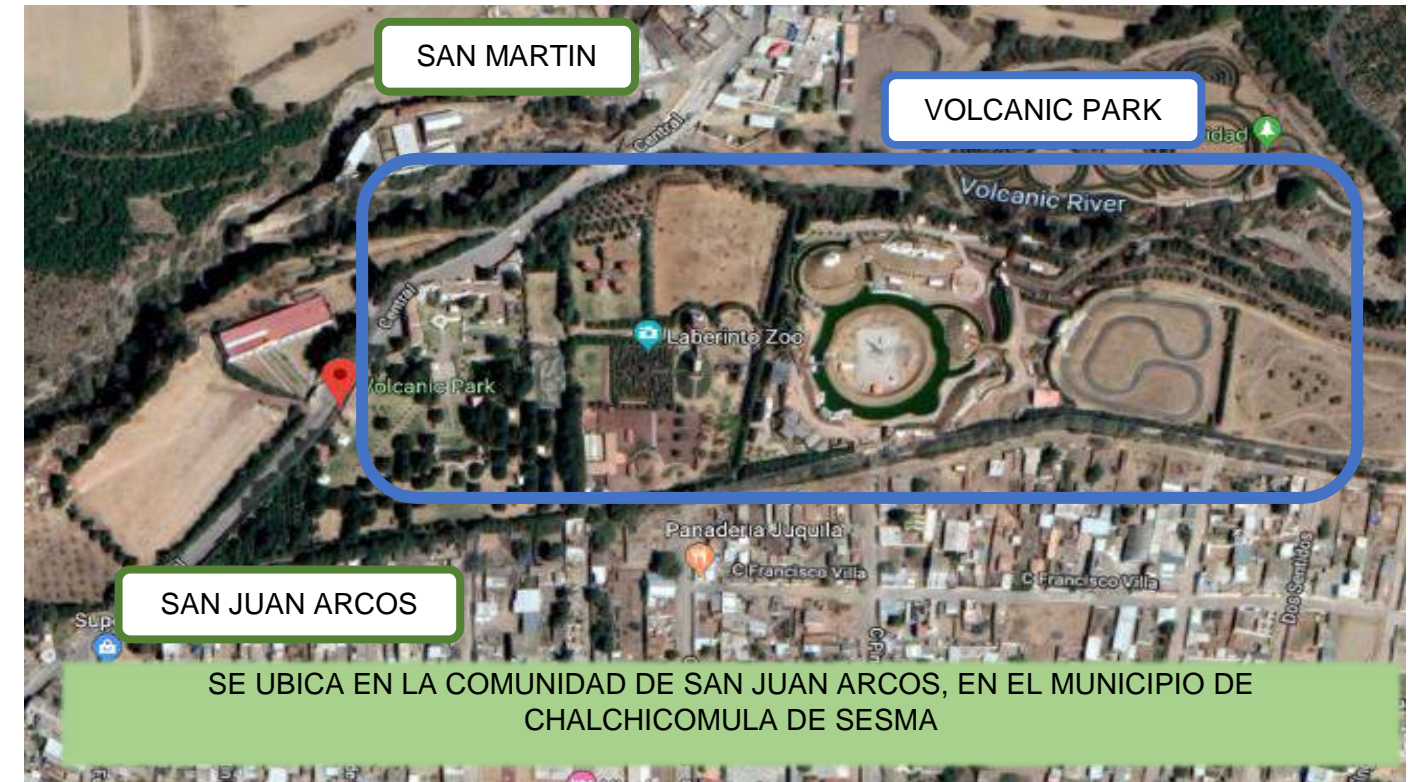 SAN MARTIN
VOLCANIC PARK
Central
idad
Volcanic River
Central
Laberinto Zoo
Volcanic Park
Panadería Juquila
C Francisco Villa
C Francisco Villa
Dos Sentidos
SAN JUAN ARCOS
Sup
SE UBICA EN LA COMUNIDAD DE SAN JUAN ARCOS, EN EL MUNICIPIO DE
CHALCHICOMULA DE SESMA